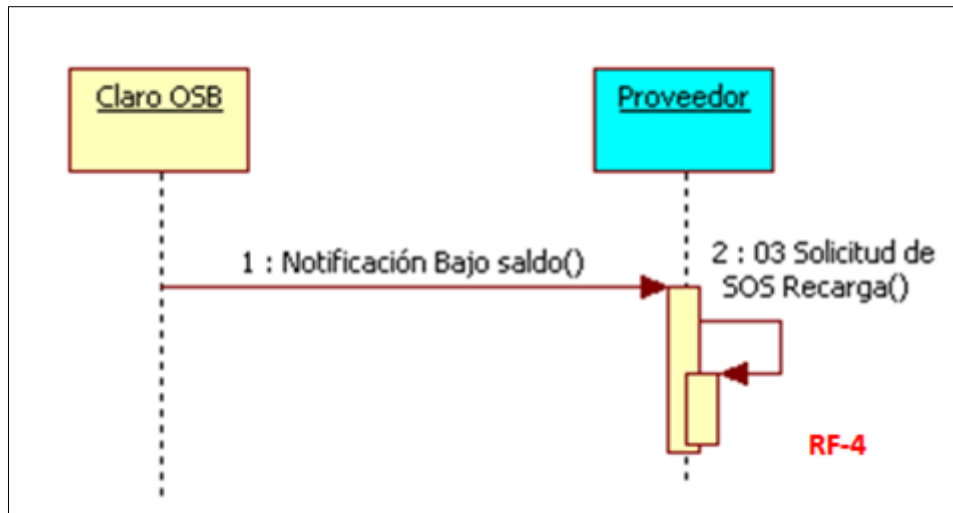 Claro OSB
Proveedor
1 : Notificación Bajo saldo()
2 : 03 Solicitud de
SOS Recarga()
RF-4